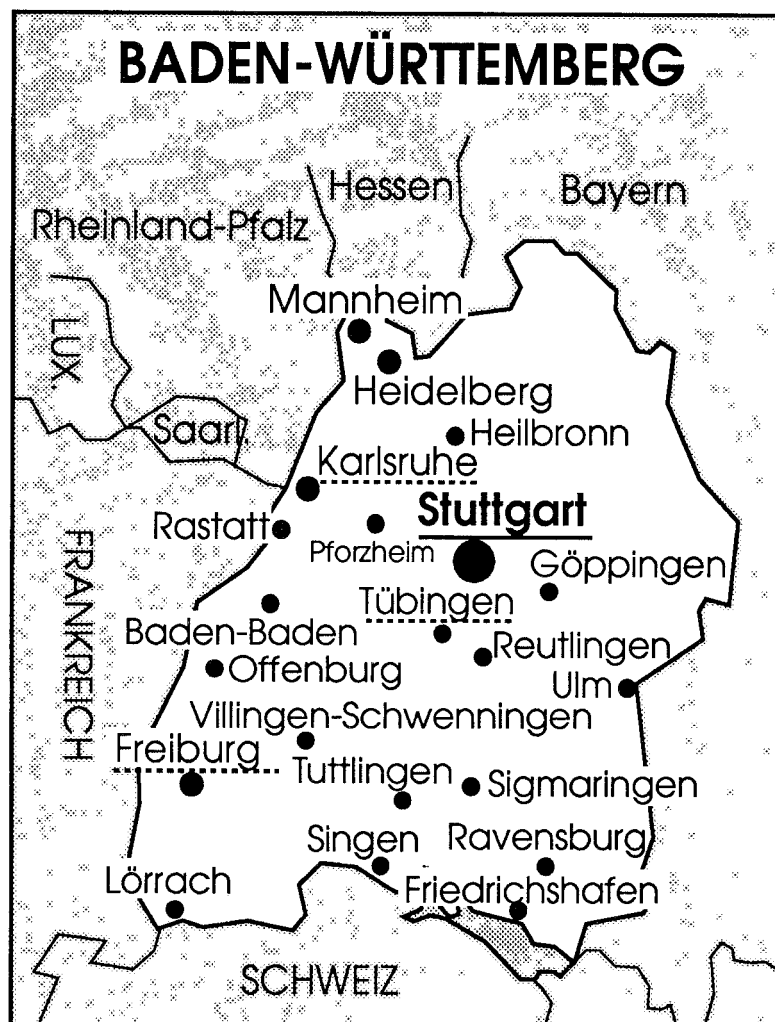 BADEN-WÜRTTEMBERG
Hessen
Bayern
Rheinland-Pfalz
Mannheim
LUX.
Heidelberg
Saarl.
Heilbronn
Karlsruhe
Stuttgart
Rastatt
Pforzheim
Göppingen
FRANKREICH
Tübingen
Baden-Baden
Reutlingen
Offenburg
Ulm
Villingen-Schwenningen
Freiburg
Tuttlingen
Sigmaringen
Singen
Ravensburg
Lörrach
Friedrichshafen
SCHWEIZ